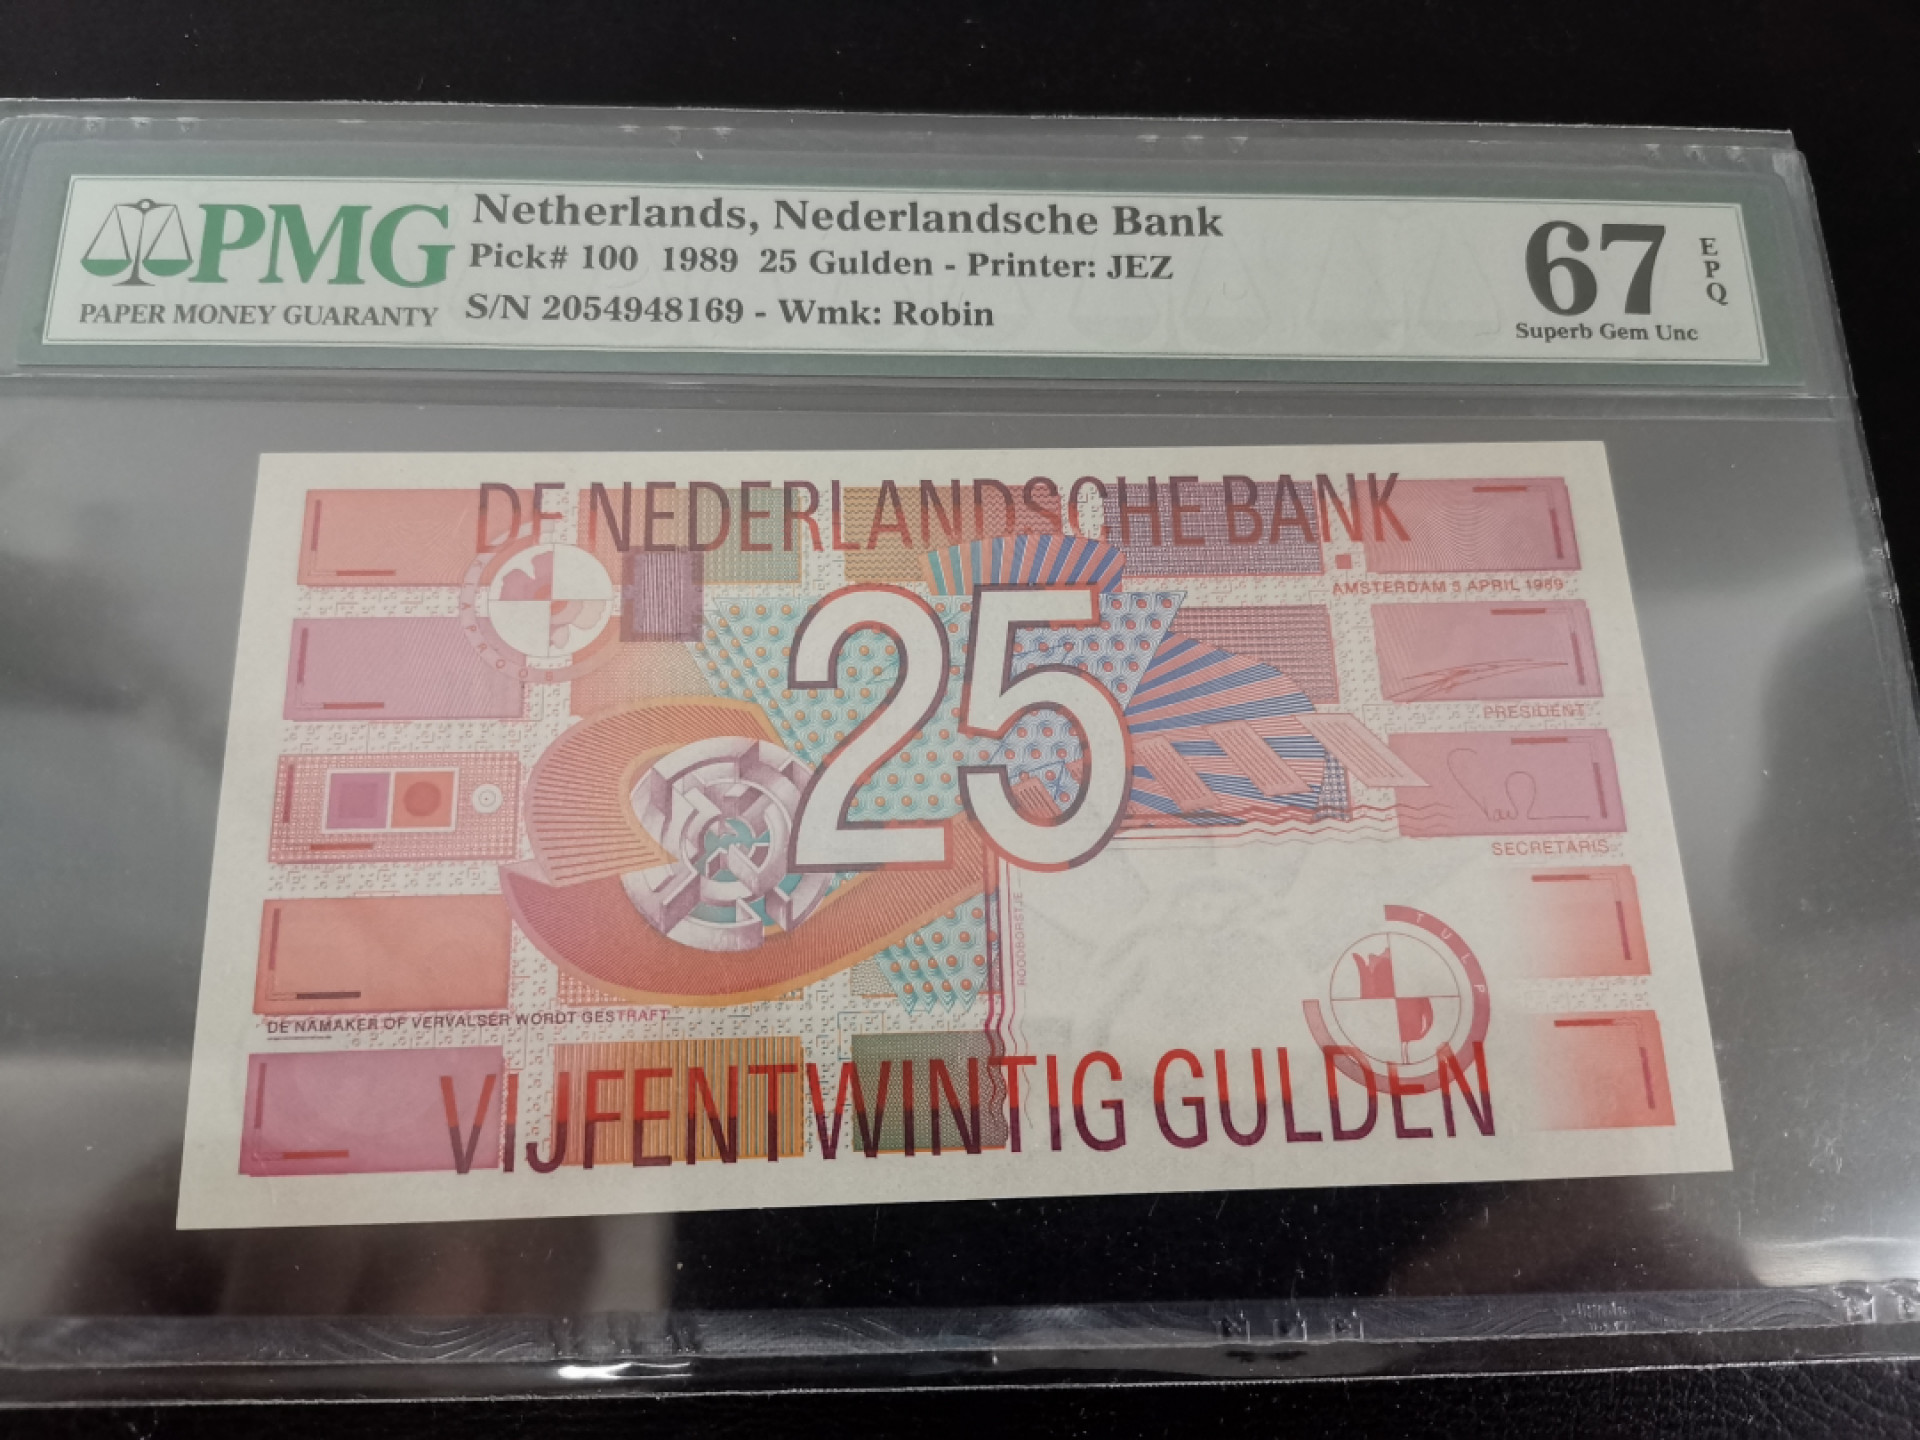 PMG
PAPER MONEY GUARANTY
Netherlands, Nederlandsche Bank
Pick# 100 1989 25 Gulden - Printer: JEZ
S/N 2054948169 - Wmk: Robin
67
EPQ
Superb Gem Unc
DE NEDERLANDSCHE BANK
AMSTERDAM 5 APRIL 1989
25
PRESIDENT
SECRETARIS
ROODBORSTJE
TULP
DE NAMAKER OF VERVALSER WORDT GESTRAFT
VIJFENTWINTIG GULDEN